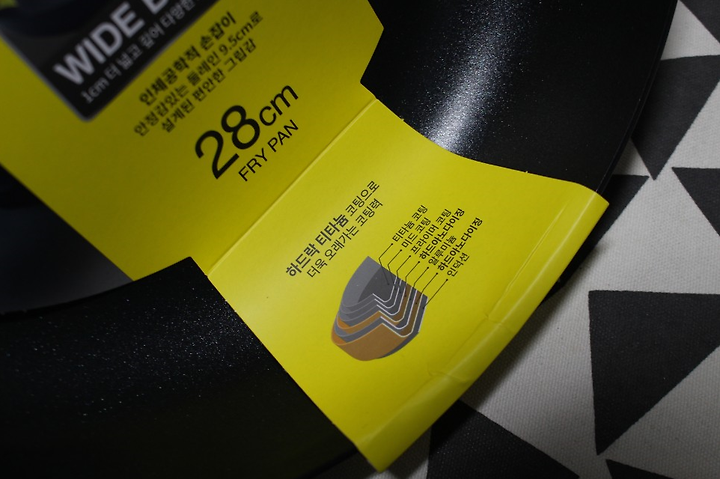 WIDE
1cm 더 넓고 깊어 다양한
인체공학적 손잡이
안정감있는 둘레인 9.5cm로
설계된 편안한 그립감
28cm
FRY PAN
하드락 티타늄 코팅으로
더욱 오래가는 코팅력
티타늄 코팅
미드 코팅
프라이머 코팅
하드아노다이징
알루미늄
하드아노다이징
인덕션